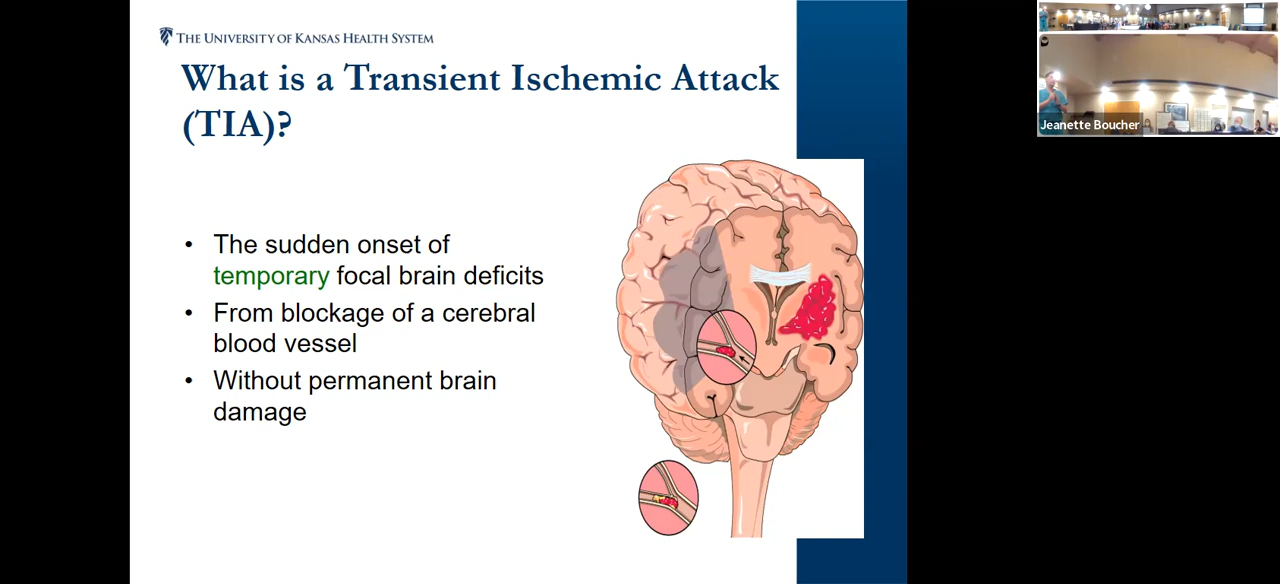 THE UNIVERSITY OF KANSAS HEALTH SYSTEM
What is a Transient Ischemic Attack
(TIA)?
• The sudden onset of
temporary focal brain deficits
• From blockage of a cerebral
blood vessel
• Without permanent brain
damage
Jeanette Boucher